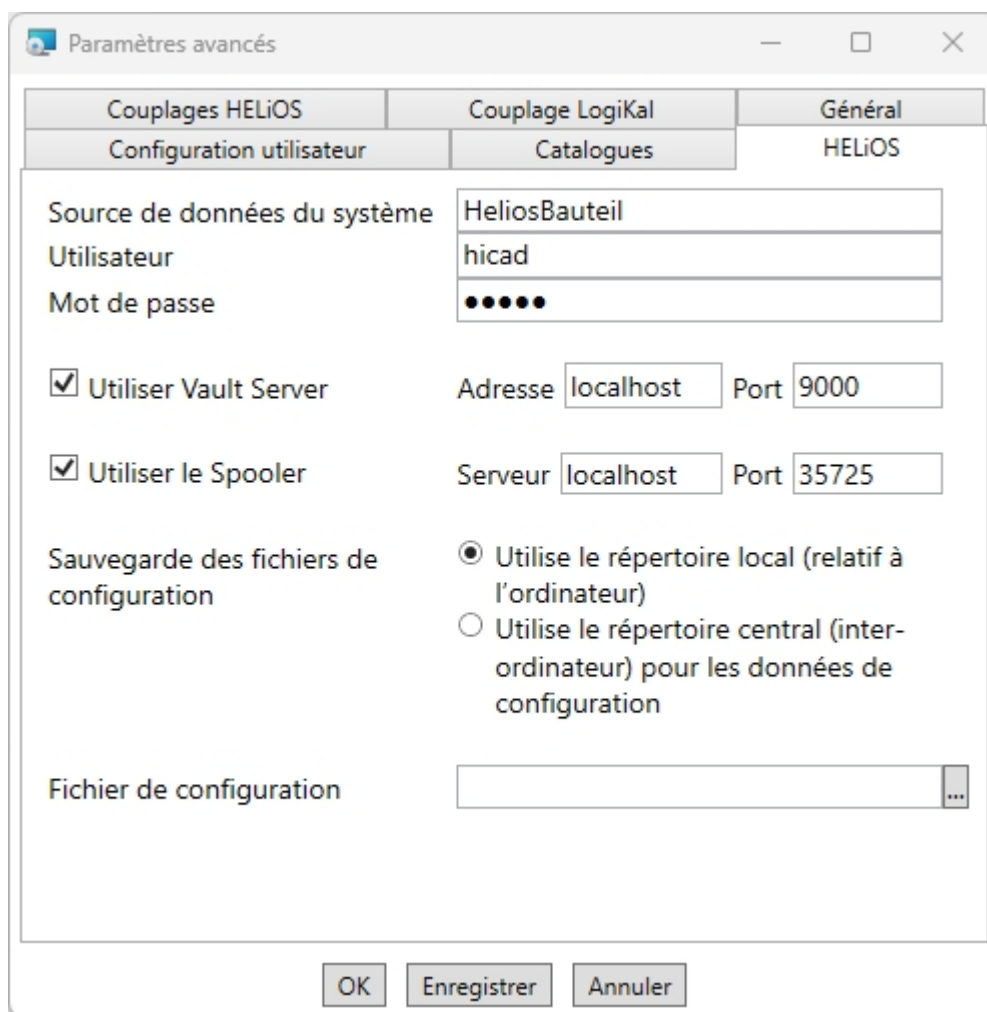 Paramètres avancés
Couplages HELiOS
Couplage LogiKal
Général
Configuration utilisateur
Catalogues
HELiOS
Source de données du système
HeliosBauteil
Utilisateur
hicad
Mot de passe
●●●●●
Utiliser Vault Server
Adresse
localhost
Port
9000
Utiliser le Spooler
Serveur
localhost
Port
35725
Sauvegarde des fichiers de
configuration
Utilise le répertoire local (relatif à
l'ordinateur)
Utilise le répertoire central (inter-
ordinateur) pour les données de
configuration
Fichier de configuration
...
OK
Enregistrer
Annuler